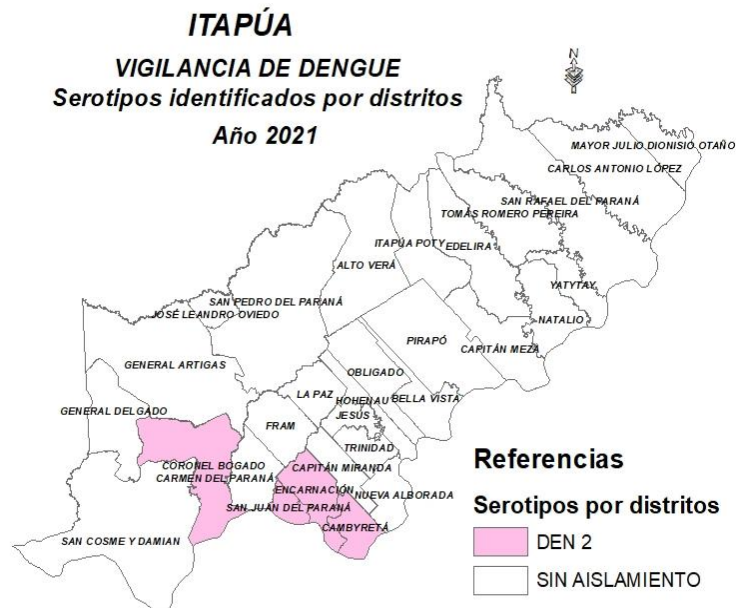 ITAPÚA
VIGILANCIA DE DENGUE
Serotipos identificados por distritos
Año 2021
N
MAYOR JULIO DIONISIO OTAÑO
CARLOS ANTONIO LÓPEZ
SAN RAFAEL DEL PARANÁ
TOMÁS ROMERO PEREIRA
ITAPÚA POTY
EDELIRA
ALTO VERÁ
YATYTAY
SAN PEDRO DEL PARANÁ
JOSÉ LEANDRO OVIEDO
NATALIO
PIRAPÓ
CAPITÁN MEZA
GENERAL ARTIGAS
OBLIGADO
LA PAZ
HOHENAU
BELLA VISTA
GENERAL DELGADO
JESÚS
FRAM
TRINIDAD
CORONEL BOGADO
CAPITÁN MIRANDA
CARMEN DEL PARANÁ
ENCARNACIÓN
NUEVA ALBORADA
SAN JUAN DEL PARANÁ
CAMBYRETÁ
SAN COSME Y DAMIAN
Referencias
Serotipos por distritos
DEN 2
SIN AISLAMIENTO